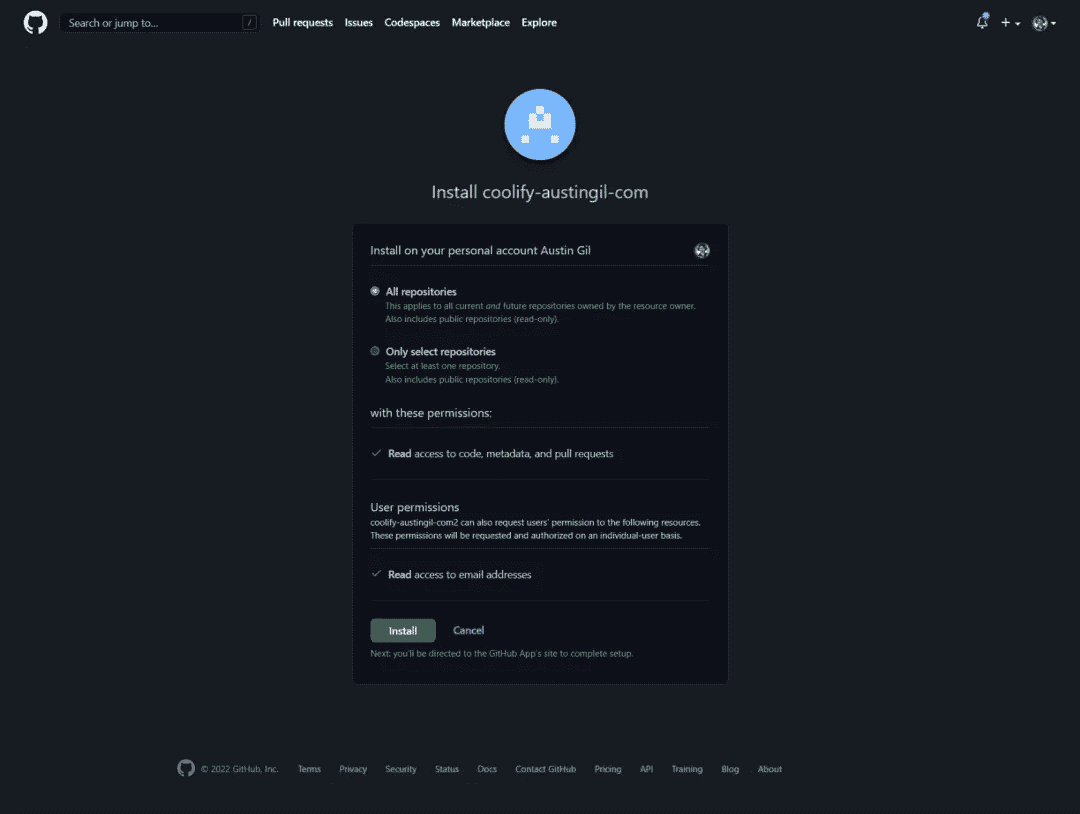 Search or jump to... /
Pull requests Issues Codespaces Marketplace Explore
Install coolify-austingil-com
Install on your personal account Austin Gil
All repositories
This applies to all current and future repositories owned by the resource owner.
Also includes public repositories (read-only).
Only select repositories
Select at least one repository.
Also includes public repositories (read-only).
with these permissions:
Read access to code, metadata, and pull requests
User permissions
coolify-austingil-com2 can also request users' permission to the following resources.
These permissions will be requested and authorized on an individual-user basis.
Read access to email addresses
Install Cancel
Next: you'll be directed to the GitHub App's site to complete setup.
© 2022 GitHub, Inc. Terms Privacy Security Status Docs Contact GitHub Pricing API Training Blog About